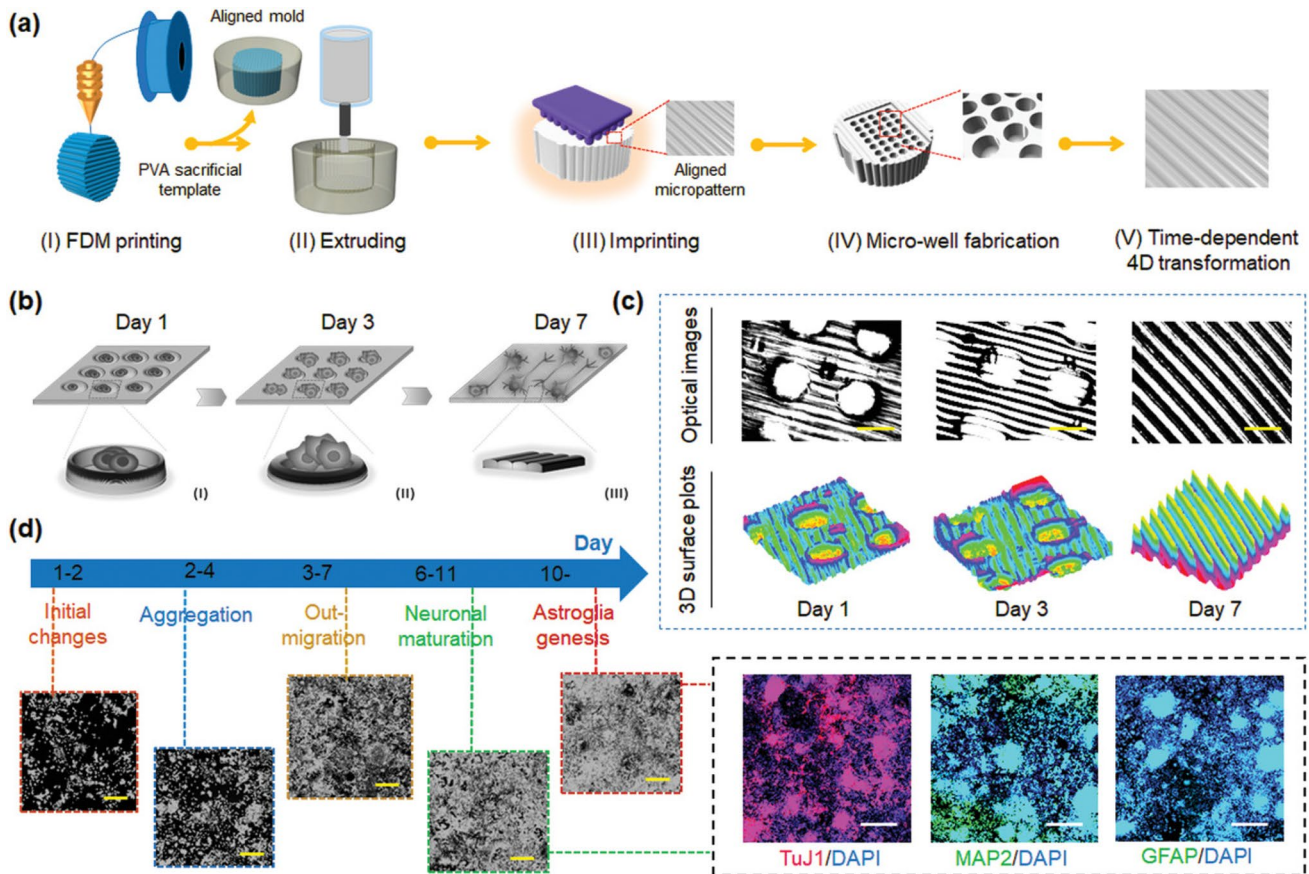 (a)
Aligned mold
PVA sacrificial
template
Aligned
micropattern
(I) FDM printing
(II) Extruding
(III) Imprinting
(IV) Micro-well fabrication
(V) Time-dependent
4D transformation
(b)
Day 1
Day 3
Day 7
(I)
(II)
(III)
(c)
Optical images
3D surface plots
Day 1
Day 3
Day 7
(d)
Day
1-2
2-4
3-7
6-11
10-
Initial
changes
Aggregation
Out-
migration
Neuronal
maturation
Astroglia
genesis
TuJ1/DAPI
MAP2/DAPI
GFAP/DAPI